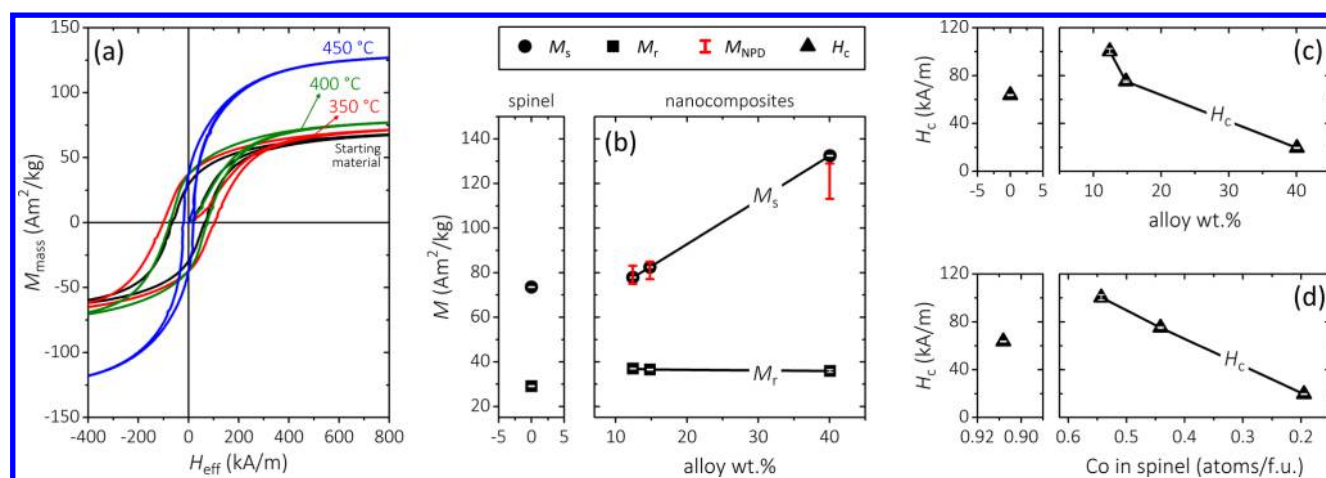 150
100
50
0
-50
-100
-150
-400
-200
0
200
400
600
800
M_mass (Am²/kg)
H_eff (kA/m)
(a)
450 °C
400 °C
350 °C
Starting
material
M_s
M_r
M_NPD
H_c
spinel
nanocomposites
140
120
100
80
60
40
20
M (Am²/kg)
-5
0
5
10
20
30
40
alloy wt.%
(b)
M_s
M_r
120
80
40
0
H_c (kA/m)
-5
0
5
10
20
30
40
alloy wt.%
(c)
H_c
120
80
40
0
H_c (kA/m)
0.92
0.90
0.6
0.5
0.4
0.3
0.2
Co in spinel (atoms/f.u.)
(d)
H_c